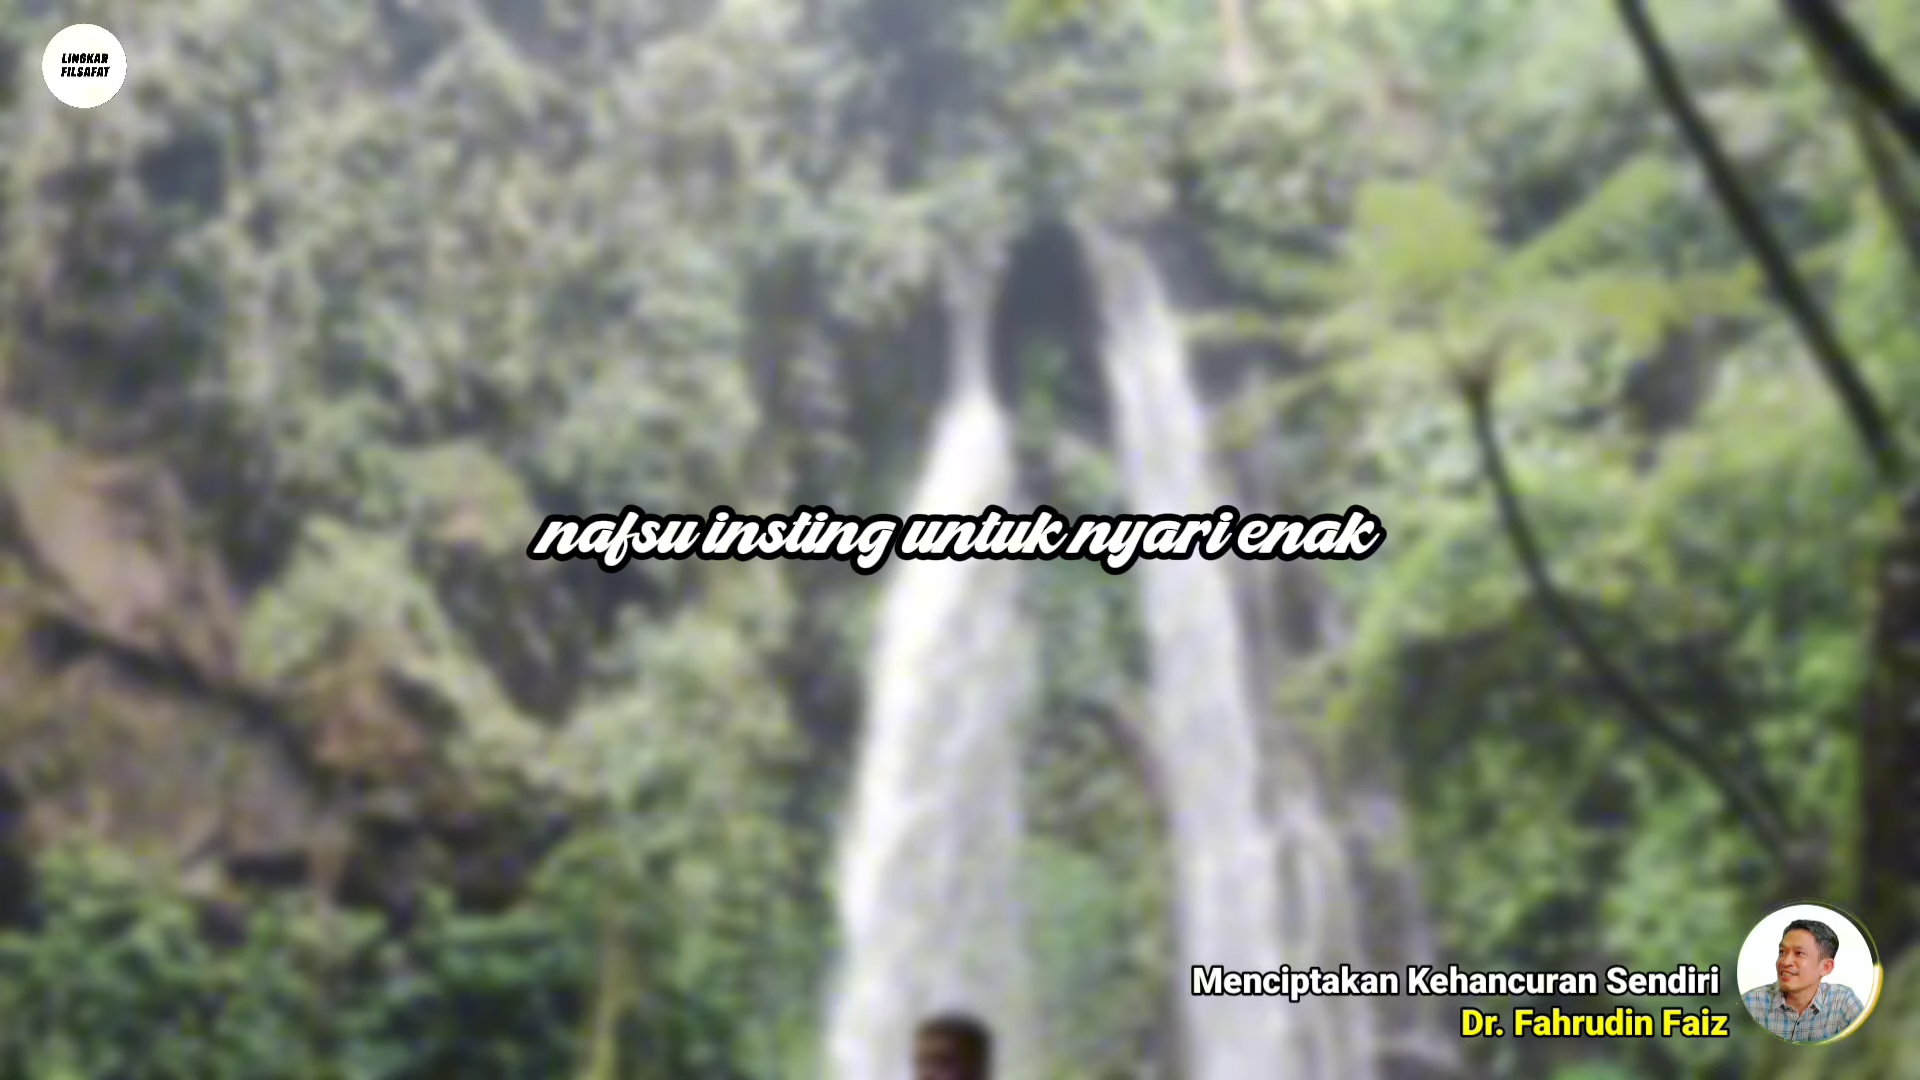 LINGKAR
FILSAFAT
nafsu insting untuk nyari enak
Menciptakan Kehancuran Sendiri
Dr. Fahrudin Faiz